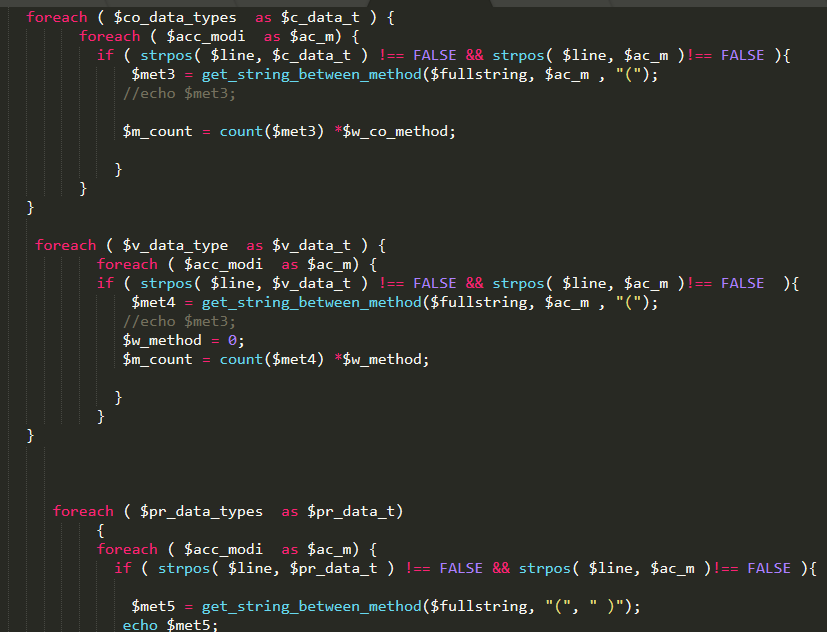 foreach ( $co_data_types  as $c_data_t ) {
foreach ( $acc_modi  as $ac_m) {
if ( strpos( $line, $c_data_t ) !== FALSE && strpos( $line, $ac_m )!== FALSE ){
$met3 = get_string_between_method($fullstring, $ac_m , "(");
//echo $met3;
$m_count = count($met3) *$w_co_method;
}
}
}
foreach ( $v_data_type  as $v_data_t ) {
foreach ( $acc_modi  as $ac_m) {
if ( strpos( $line, $v_data_t ) !== FALSE && strpos( $line, $ac_m )!== FALSE  ){
$met4 = get_string_between_method($fullstring, $ac_m , "(");
//echo $met3;
$w_method = 0;
$m_count = count($met4) *$w_method;
}
}
}
foreach ( $pr_data_types  as $pr_data_t)
{
foreach ( $acc_modi  as $ac_m) {
if ( strpos( $line, $pr_data_t ) !== FALSE && strpos( $line, $ac_m )!== FALSE ){
$met5 = get_string_between_method($fullstring, "(", " )");
echo $met5;